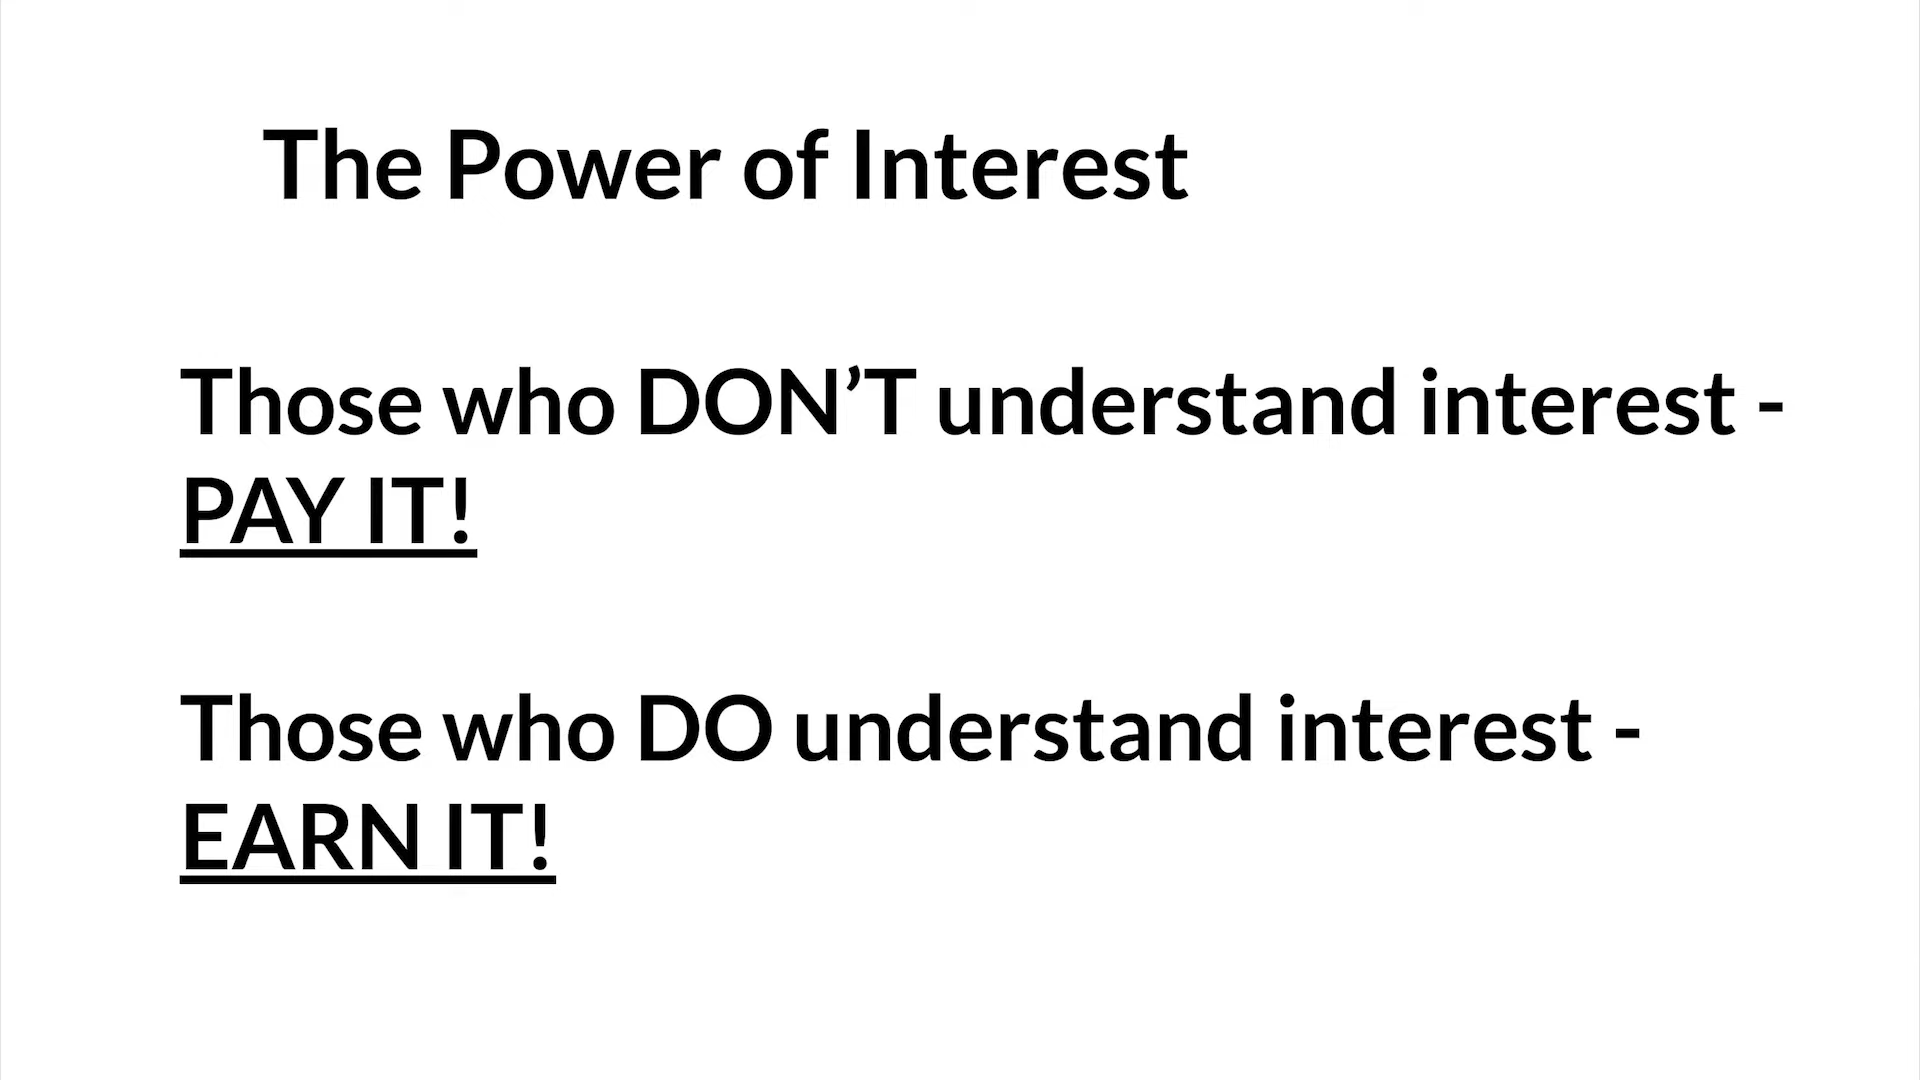 The Power of Interest
Those who DON’T understand interest -
PAY IT!
Those who DO understand interest -
EARN IT!